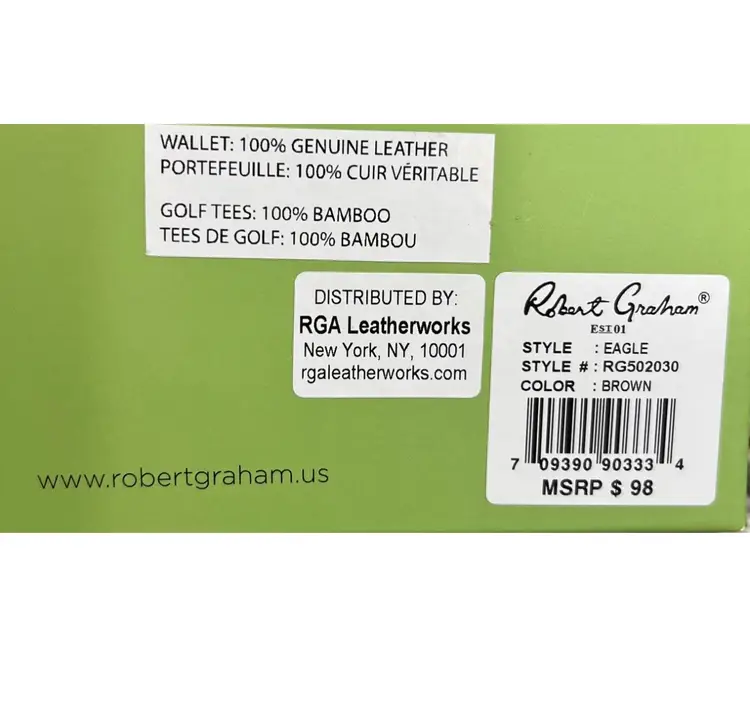 WALLET: 100% GENUINE LEATHER
PORTEFEUILLE: 100% CUIR VÉRITABLE
GOLF TEES: 100% BAMBOO
TEES DE GOLF: 100% BAMBOU
DISTRIBUTED BY:
RGA Leatherworks
New York, NY, 10001
rgaleatherworks.com
Robert Graham®
EST 01
STYLE : EAGLE
STYLE # : RG502030
COLOR : BROWN
7 09390 90333 4
MSRP $ 98
www.robertgraham.us